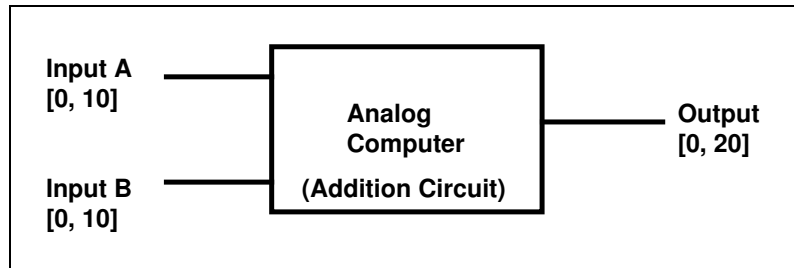 Input A
[0, 10]
Input B
[0, 10]
Analog
Computer
(Addition Circuit)
Output
[0, 20]